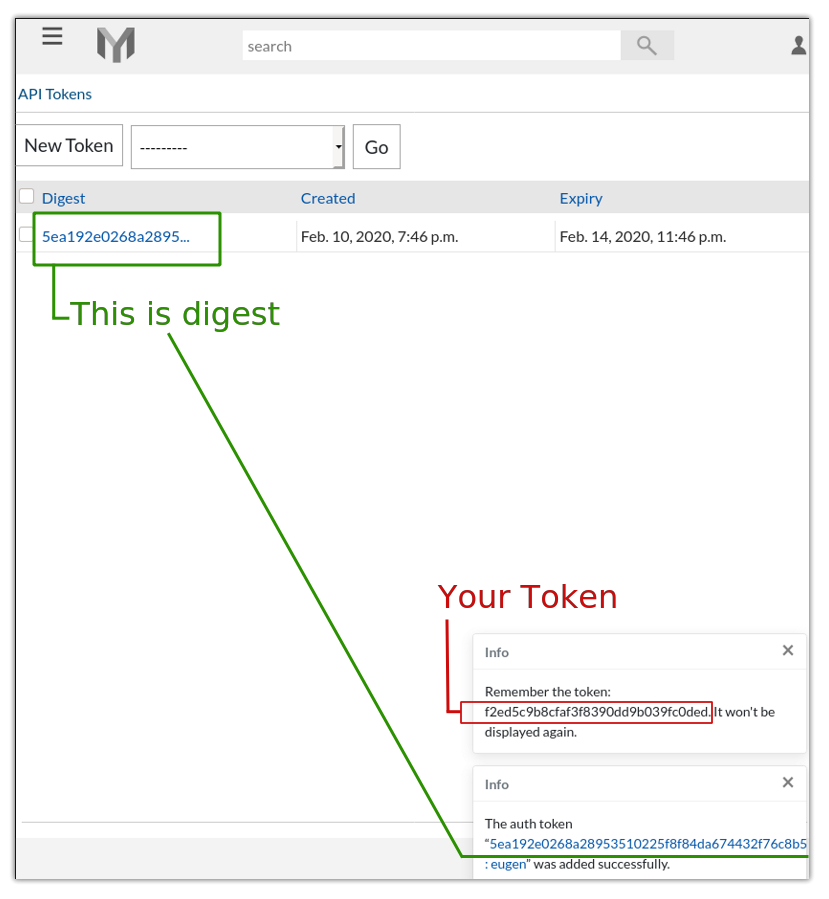 search
API Tokens
New Token
---------
Go
Digest Created Expiry
5ea192e0268a2895... Feb. 10, 2020, 7:46 p.m. Feb. 14, 2020, 11:46 p.m.
This is digest
Your Token
Info
Remember the token:
f2ed5c9b8cfaf3f8390dd9b039fc0ded. It won't be
displayed again.
Info
The auth token
“5ea192e0268a28953510225f8f84da674432f76c8b5
: eugen” was added successfully.